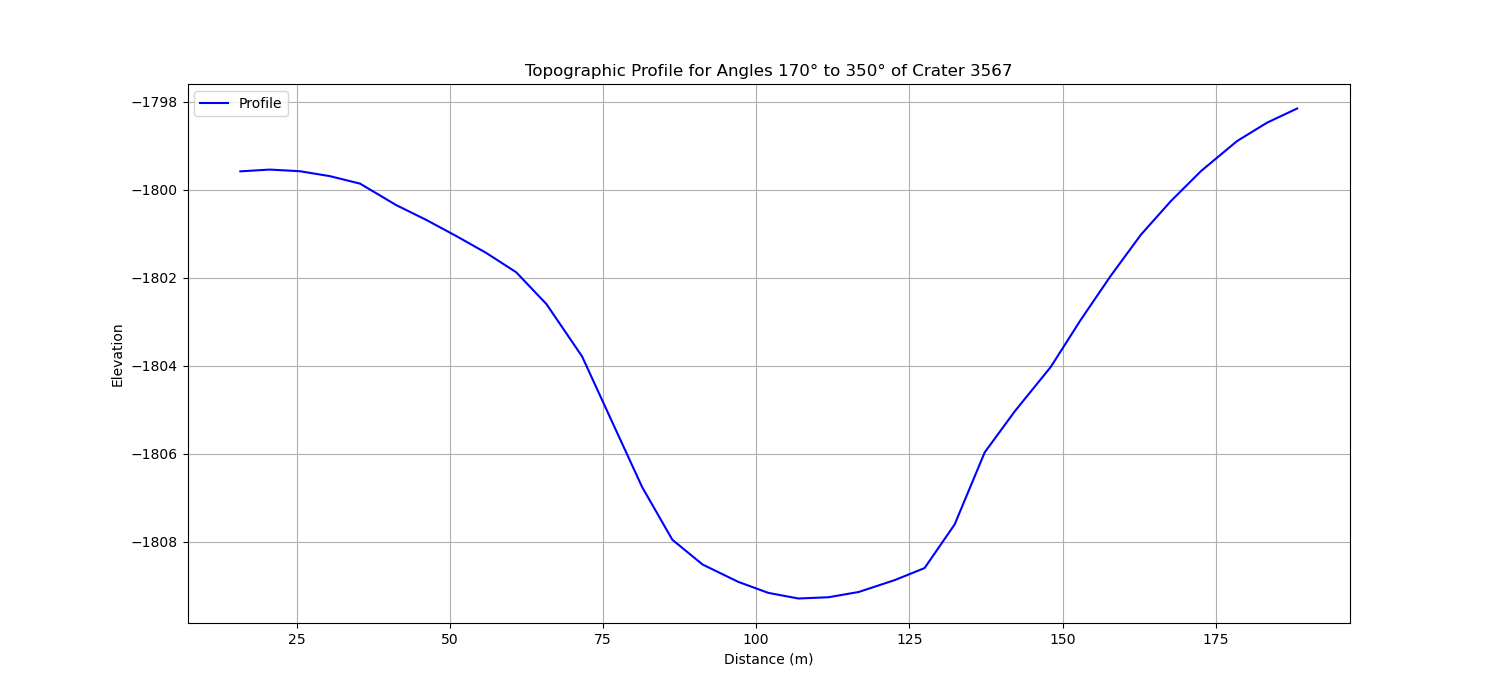 Topographic Profile for Angles 170° to 350° of Crater 3567
Profile
−1798
−1800
−1802
−1804
−1806
−1808
Elevation
25 50 75 100 125 150 175
Distance (m)